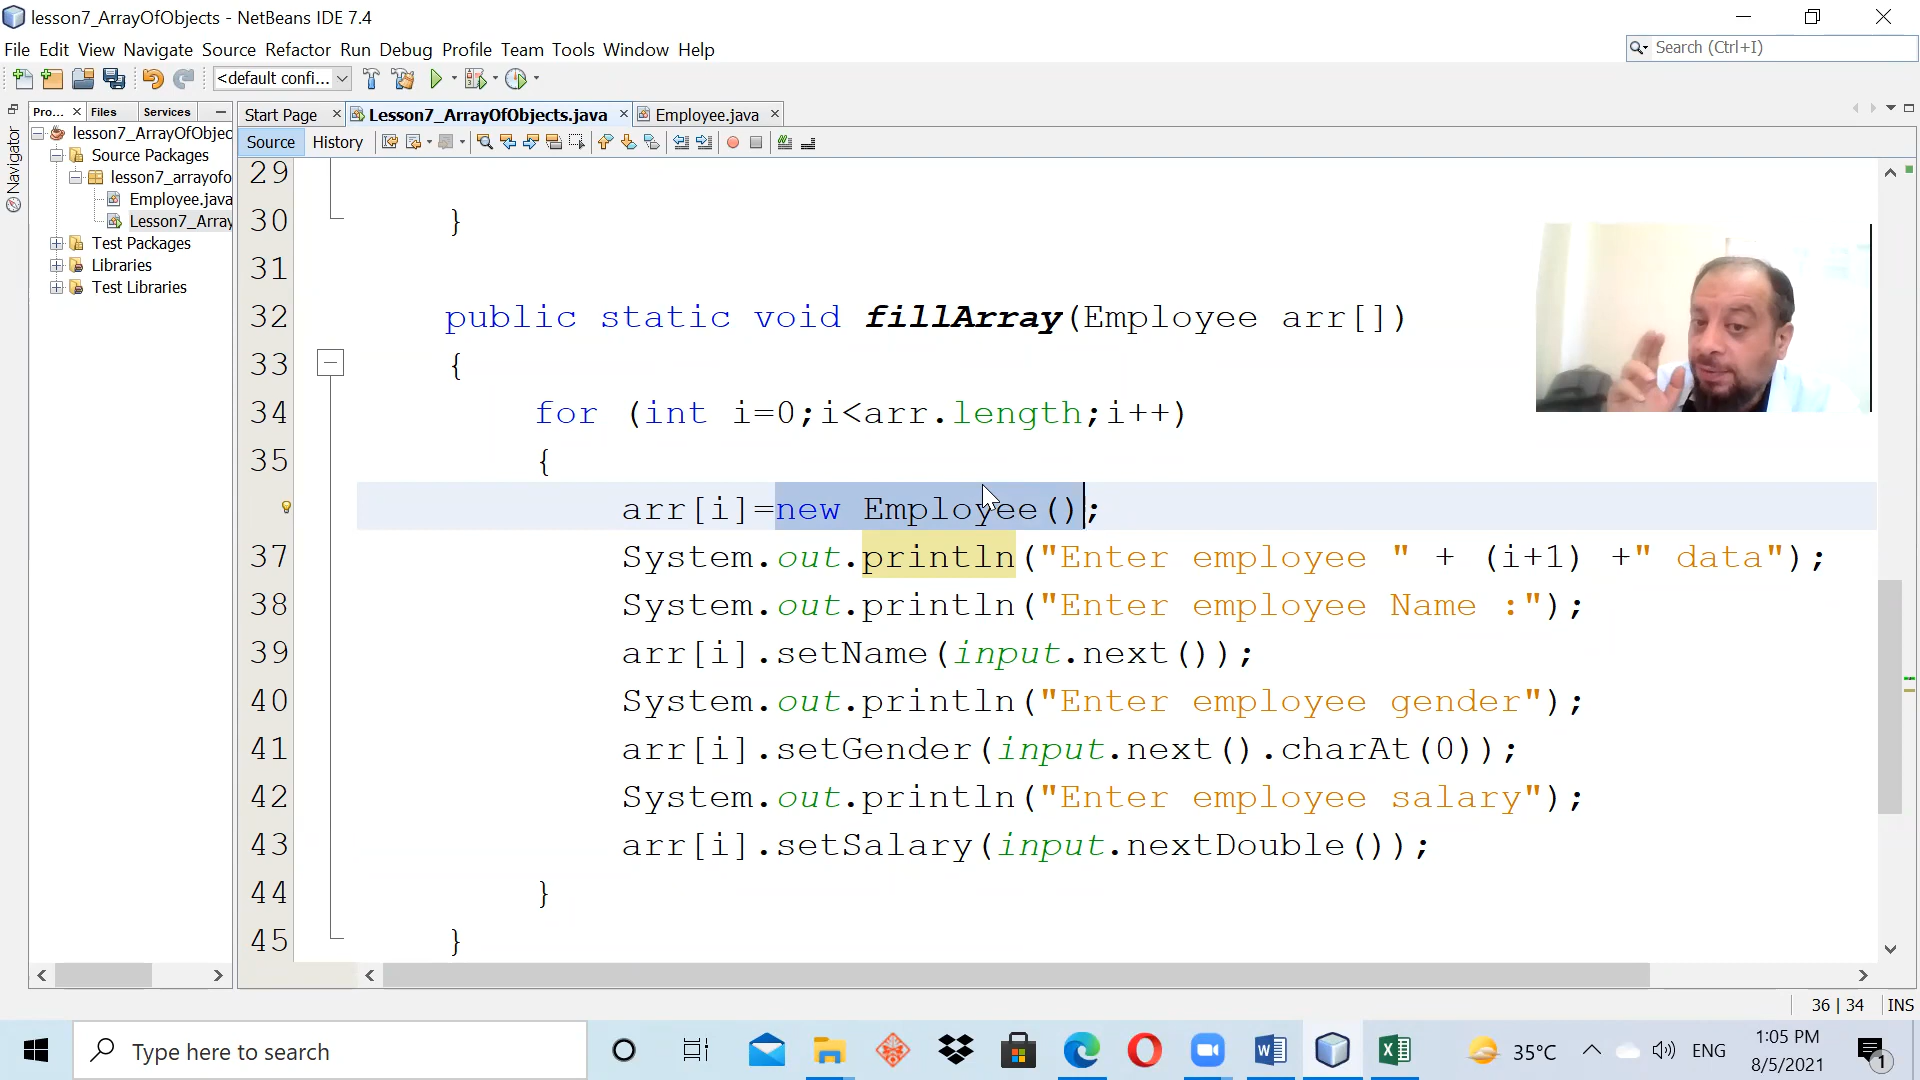 lesson7_ArrayOfObjects - NetBeans IDE 7.4
File Edit View Navigate Source Refactor Run Debug Profile Team Tools Window Help
Search (Ctrl+I)
<default confi...
Pro... Files Services
Start Page Lesson7_ArrayOfObjects.java Employee.java
Navigator
lesson7_ArrayOfObjec
Source Packages
lesson7_arrayofo
Employee.java
Lesson7_Array
Test Packages
Libraries
Test Libraries
Source History
29
30 }
31
32 public static void fillArray(Employee arr[])
33 {
34 for (int i=0;i<arr.length;i++)
35 {
arr[i]=new Employee();
37 System.out.println("Enter employee " + (i+1) +" data");
38 System.out.println("Enter employee Name :");
39 arr[i].setName(input.next());
40 System.out.println("Enter employee gender");
41 arr[i].setGender(input.next().charAt(0));
42 System.out.println("Enter employee salary");
43 arr[i].setSalary(input.nextDouble());
44 }
45 }
36 | 34 INS
Type here to search
35°C ENG
1:05 PM
8/5/2021
1